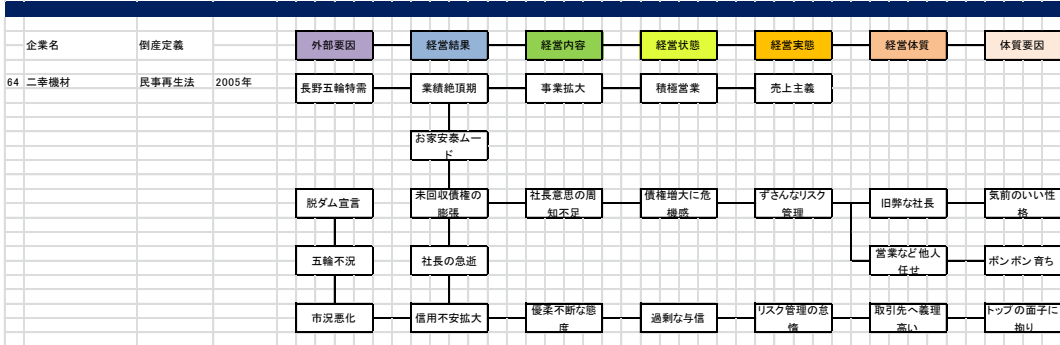 企業名 倒産定義 外部要因 経営結果 経営内容 経営状態 経営実態 経営体質 体質要因
64 二幸機材 民事再生法 2005年 長野五輪特需 業績絶頂期 事業拡大 積極営業 売上主義
お家安泰ムー
ド
脱ダム宣言
未回収債権の
膨張
社長意思の周
知不足
債権増大に危
機感
ずさんなリスク
管理
旧弊な社長
気前のいい性
格
五輪不況
社長の急逝
営業など他人
任せ
ボンボン育ち
市況悪化
信用不安拡大
優柔不断な態
度
過剰な与信
リスク管理の怠
惰
取引先へ義理
高い
トップの面子に
拘り